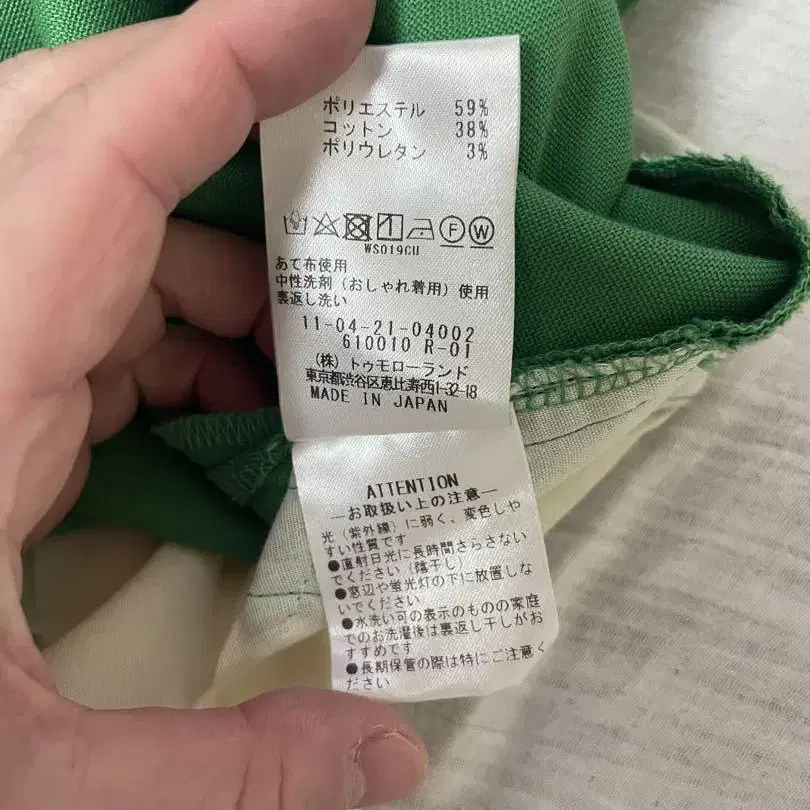 ポリエステル 59%
コットン 38%
ポリウレタン 3%
F W
WS019CU
あて布使用
中性洗剤（おしゃれ着用）使用
裏返し洗い
11-04-21-04002
610010 R-01
(株)トゥモローランド
東京都渋谷区恵比寿西1-32-18
MADE IN JAPAN
ATTENTION
—お取扱い上の注意—
光（紫外線）に弱く、変色しや
すい性質です
●直射日光に長時間さらさない
でください（陰干し）
●窓辺や蛍光灯の下に放置しな
いでください
●水洗い可の表示のものの家庭
でのお洗濯後は裏返し干しがお
すすめです
●長期保管の際は特にご注意く
ださい